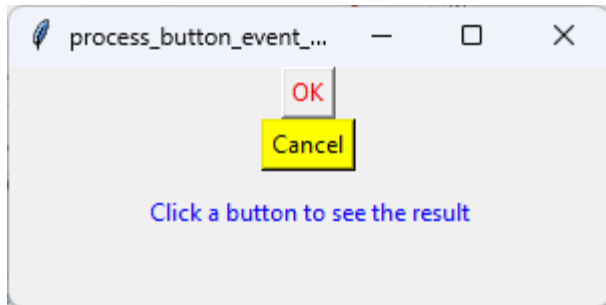 process_button_event_...
OK
Cancel
Click a button to see the result